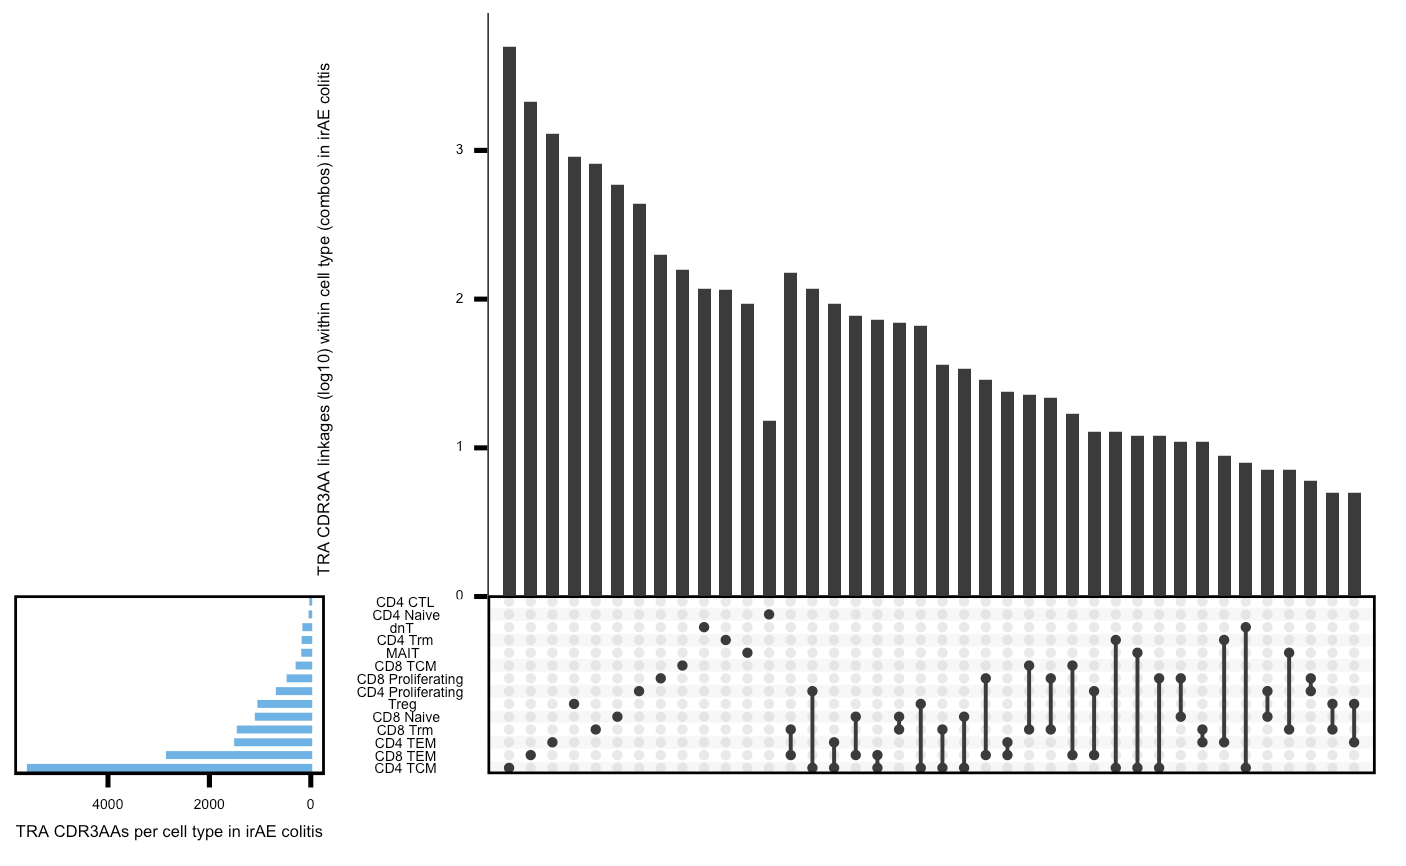 TRA CDR3AA linkages (log10) within cell type (combos) in irAE colitis
3
2
1
0
CD4 CTL
CD4 Naive
dnT
CD4 Trm
MAIT
CD8 TCM
CD8 Proliferating
CD4 Proliferating
Treg
CD8 Naive
CD8 Trm
CD4 TEM
CD8 TEM
CD4 TCM
4000 2000 0
TRA CDR3AAs per cell type in irAE colitis